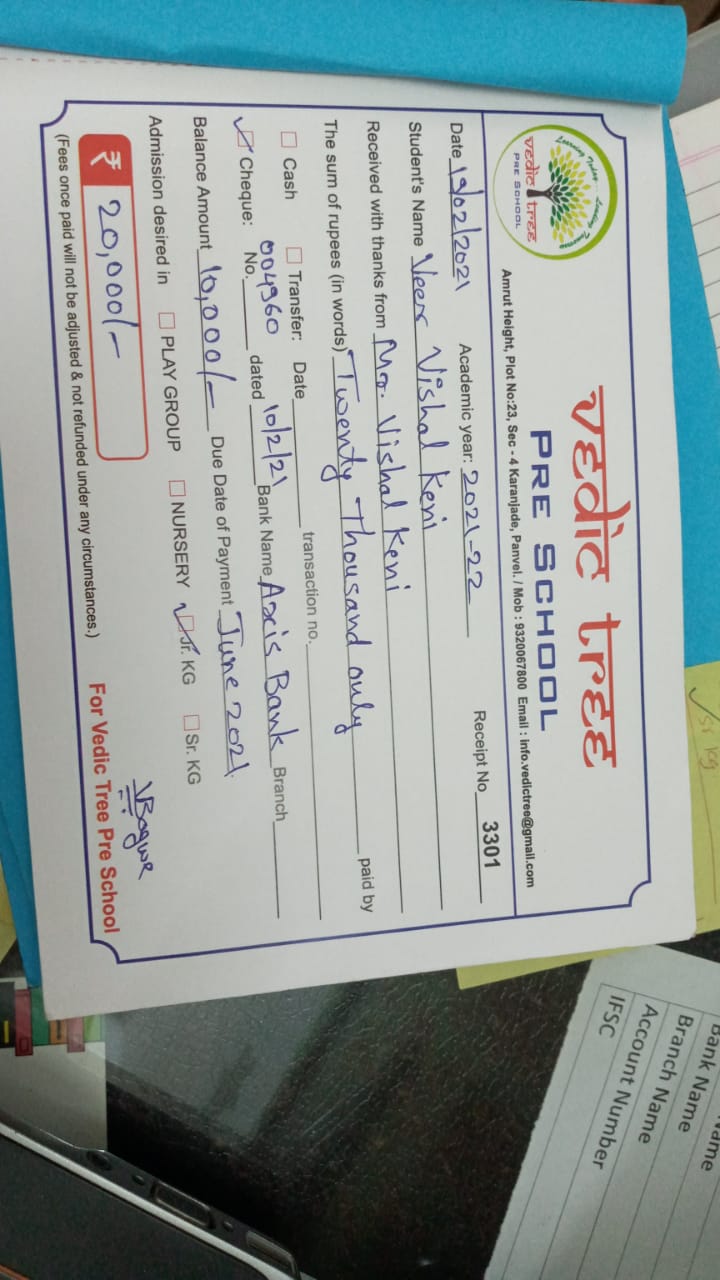 Learning Today... Leading Tomorrow
vedic tree
PRE SCHOOL
vedic tree
PRE SCHOOL
Amrut Height, Plot No:23, Sec - 4 Karanjade, Panvel. / Mob : 9320067800 Email : info.vedictree@gmail.com
Date 19/02/2021 Academic year: 2021-22 Receipt No 3301
Student's Name Veer Vishal Keni
Received with thanks from Mr. Vishal Keni
The sum of rupees (in words) Twenty Thousand only paid by
Cash Transfer: Date transaction no.
Cheque: No. 004960 dated 10/2/21 Bank Name Axis Bank Branch
Balance Amount 10,000/- Due Date of Payment June 2021.
Admission desired in PLAY GROUP NURSERY Jr. KG Sr. KG
₹ 20,000/-
(Fees once paid will not be adjusted & not refunded under any circumstances.)
For Vedic Tree Pre School
Sr kg
Name
Bank Name
Branch Name
Account Number
IFSC